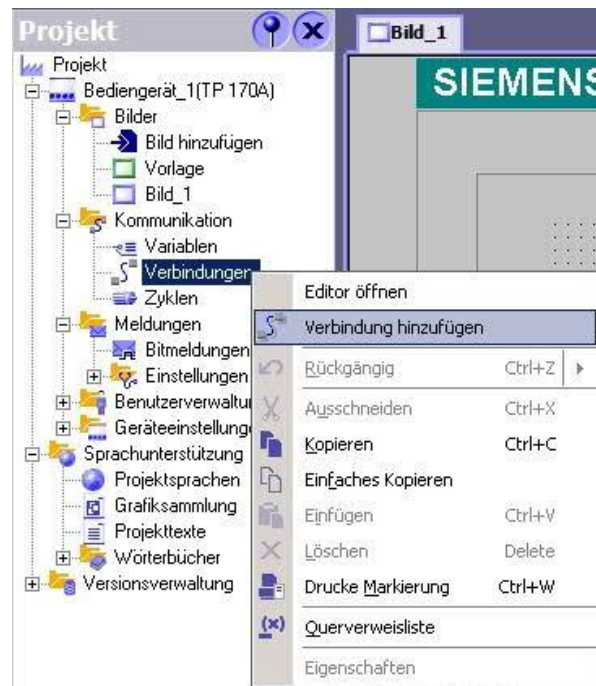 Projekt
Bild_1
Projekt
Bediengerät_1(TP 170A)
SIEMENS
Bilder
Bild hinzufügen
Vorlage
Bild_1
Kommunikation
Variablen
Verbindungen
Zyklen
Meldungen
Bitmeldungen
Einstellungen
Benutzerverwaltu
Geräteeinstellung
Sprachunterstützung
Projektsprachen
Grafiksammlung
Projekttexte
Wörterbücher
Versionsverwaltung
Editor öffnen
Verbindung hinzufügen
Rückgängig Ctrl+Z
Ausschneiden Ctrl+X
Kopieren Ctrl+C
Einfaches Kopieren
Einfügen Ctrl+V
Löschen Delete
Drucke Markierung Ctrl+W
Querverweisliste
Eigenschaften